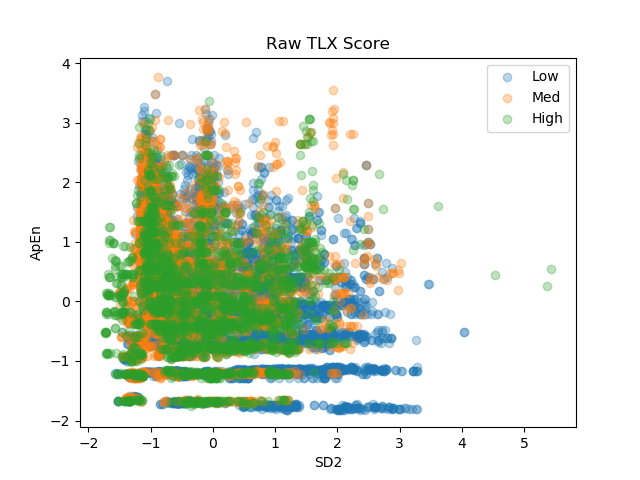 Raw TLX Score
4
3
2
1
0
−1
−2
ApEn
Low
Med
High
−2 −1 0 1 2 3 4 5
SD2